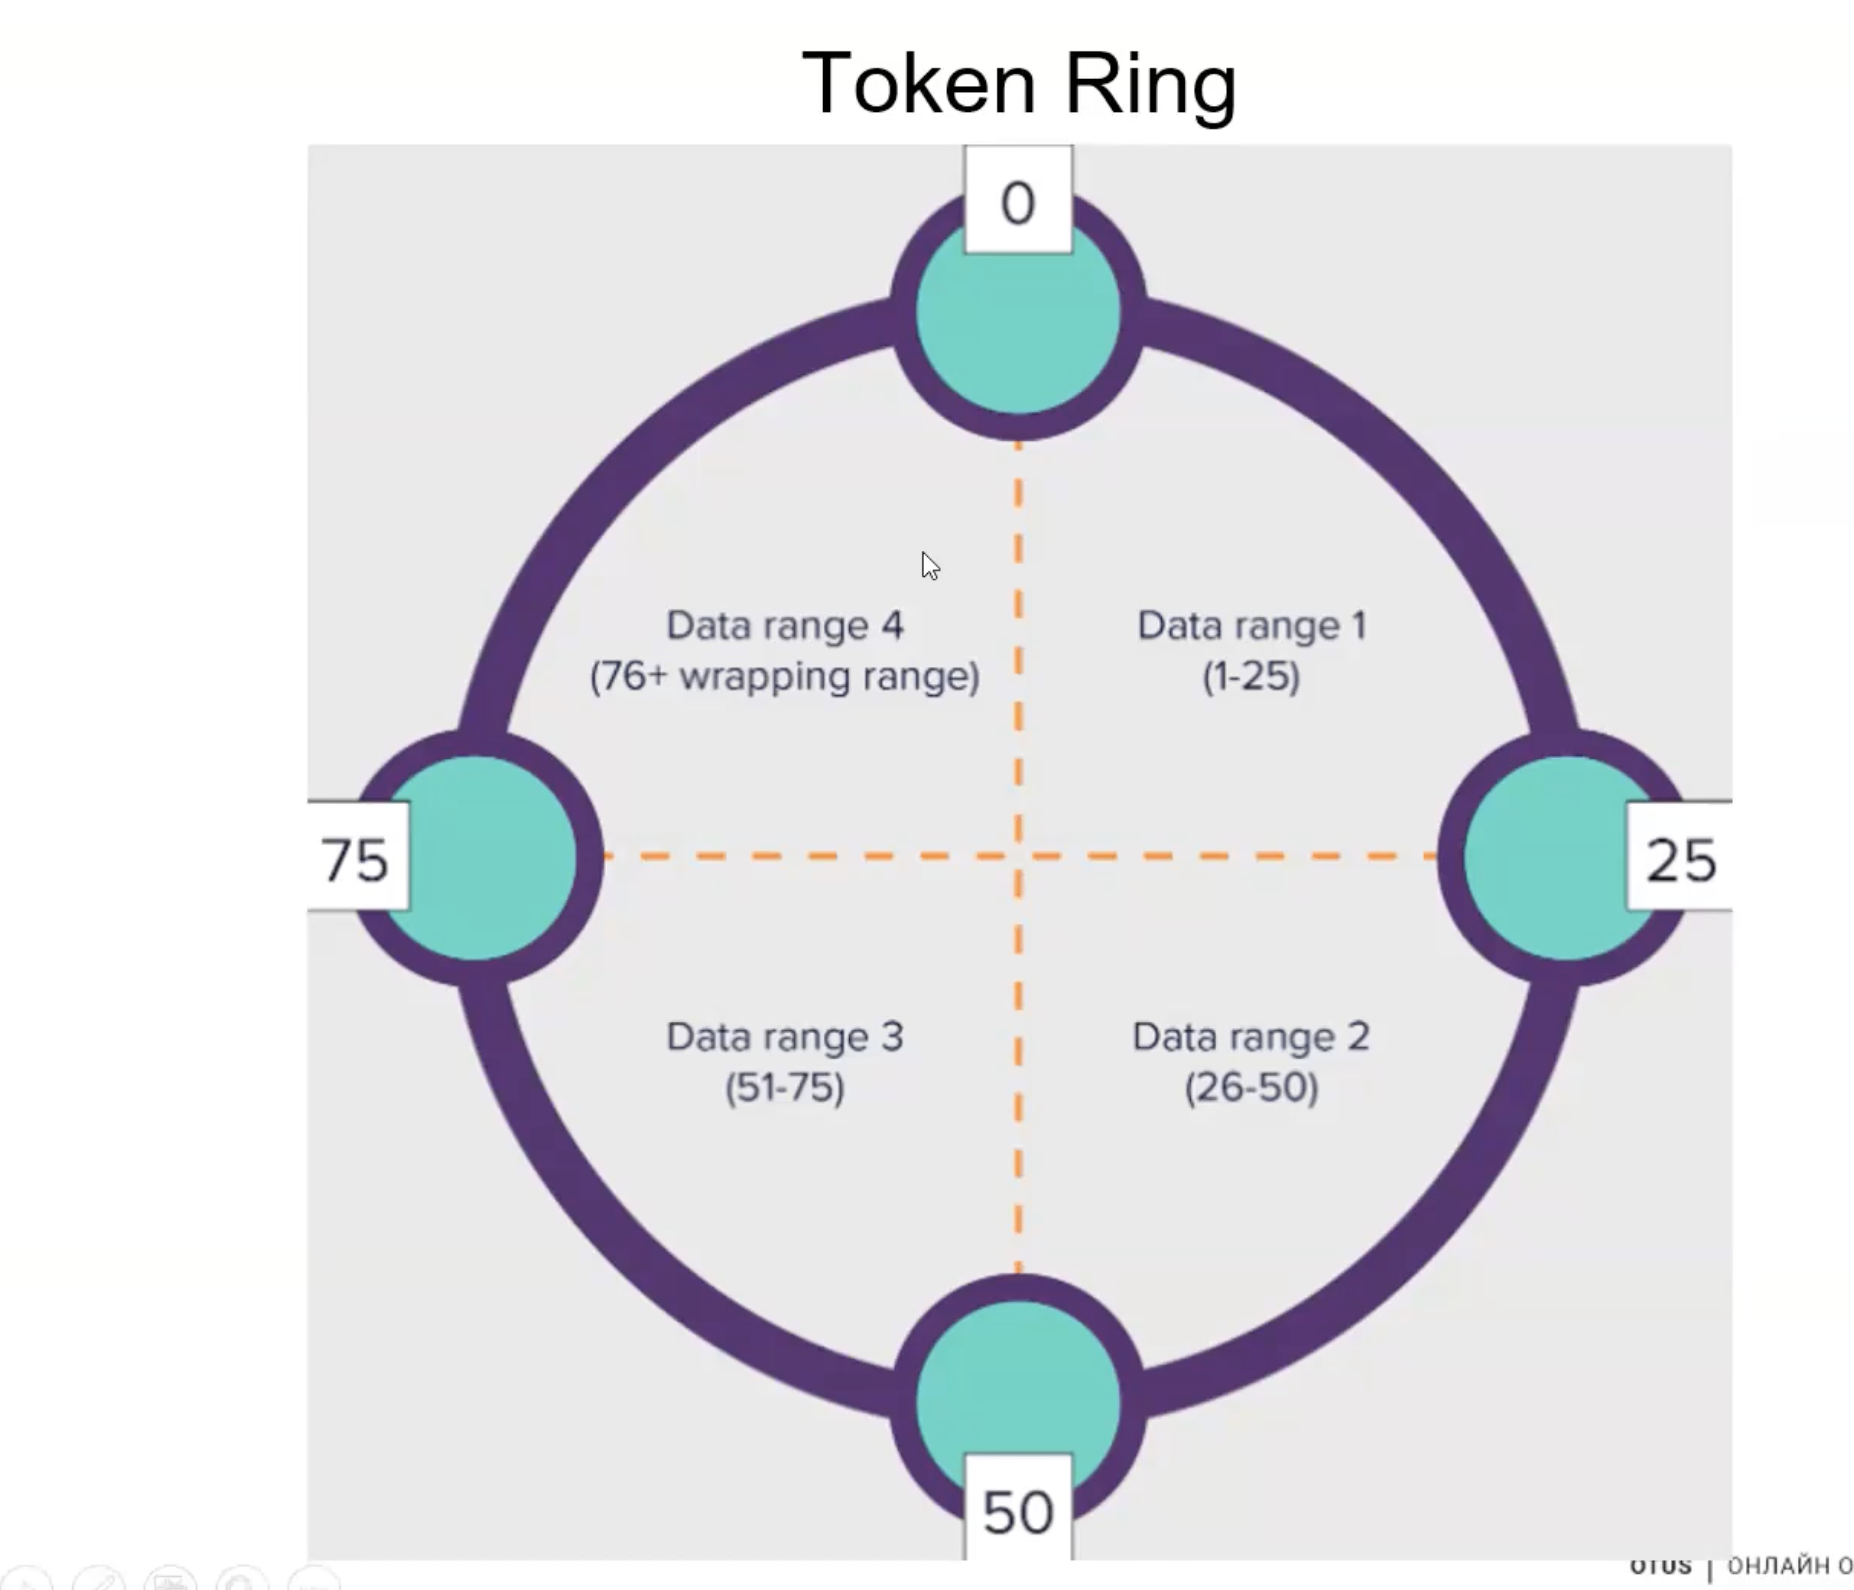 Token Ring
0
Data range 4
(76+ wrapping range)
Data range 1
(1-25)
75
25
Data range 3
(51-75)
Data range 2
(26-50)
50
OTUS | ОНЛАЙН О